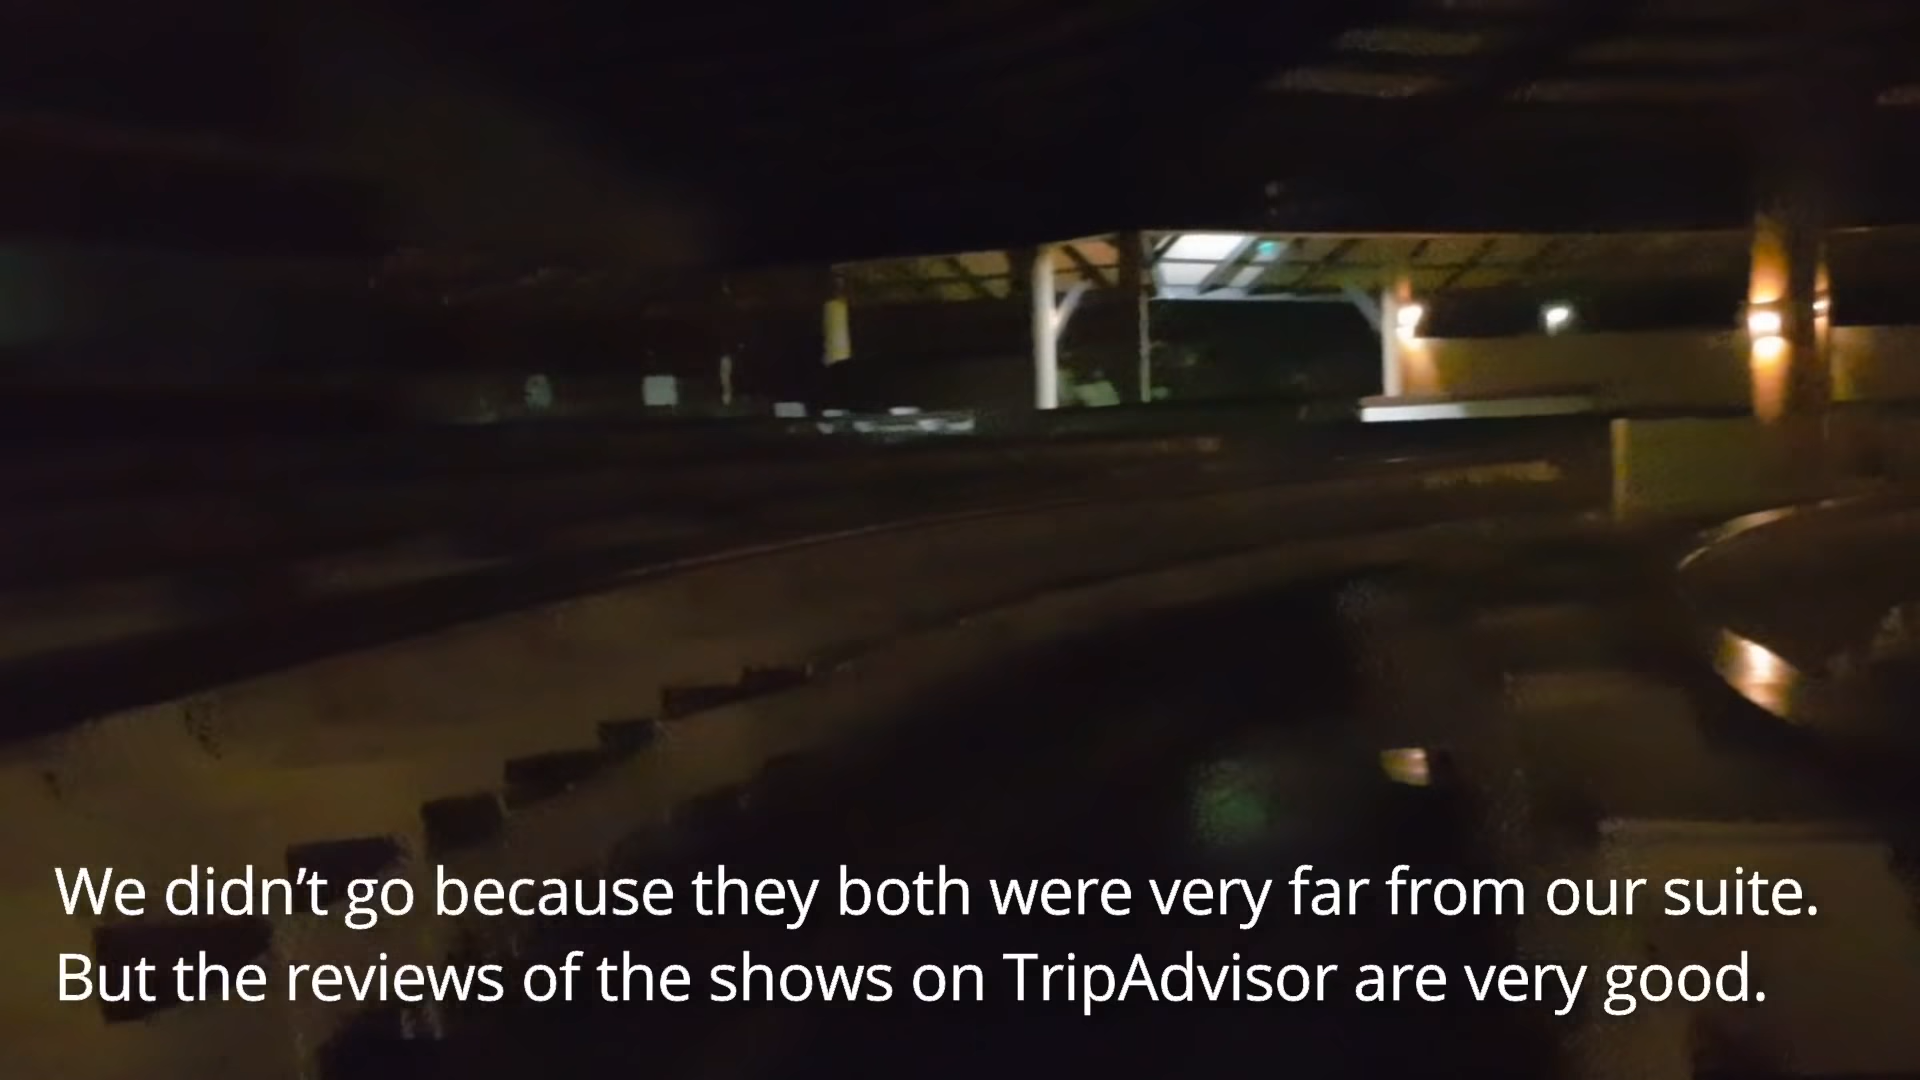 We didn’t go because they both were very far from our suite.
But the reviews of the shows on TripAdvisor are very good.